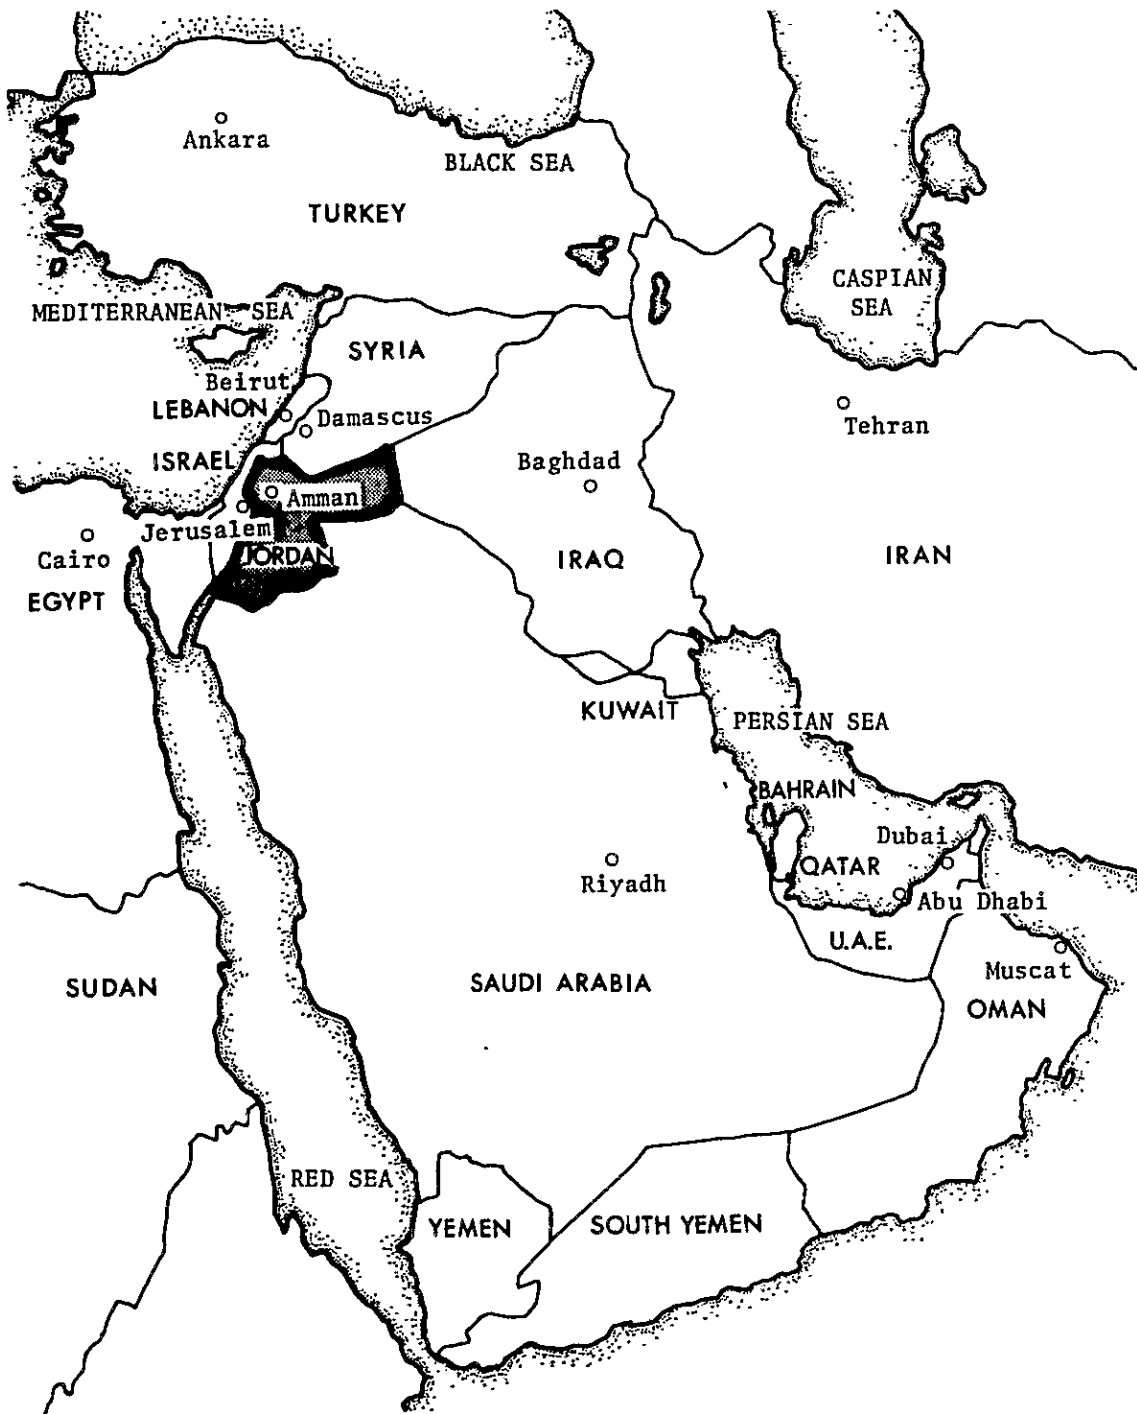 Ankara
BLACK SEA
TURKEY
CASPIAN
SEA
MEDITERRANEAN SEA
SYRIA
Beirut
LEBANON
Damascus
Tehran
ISRAEL
Baghdad
Amman
Jerusalem
Cairo
JORDAN
IRAQ
IRAN
EGYPT
KUWAIT
PERSIAN SEA
BAHRAIN
Dubai
QATAR
Riyadh
Abu Dhabi
U.A.E.
Muscat
SUDAN
SAUDI ARABIA
OMAN
RED SEA
YEMEN
SOUTH YEMEN